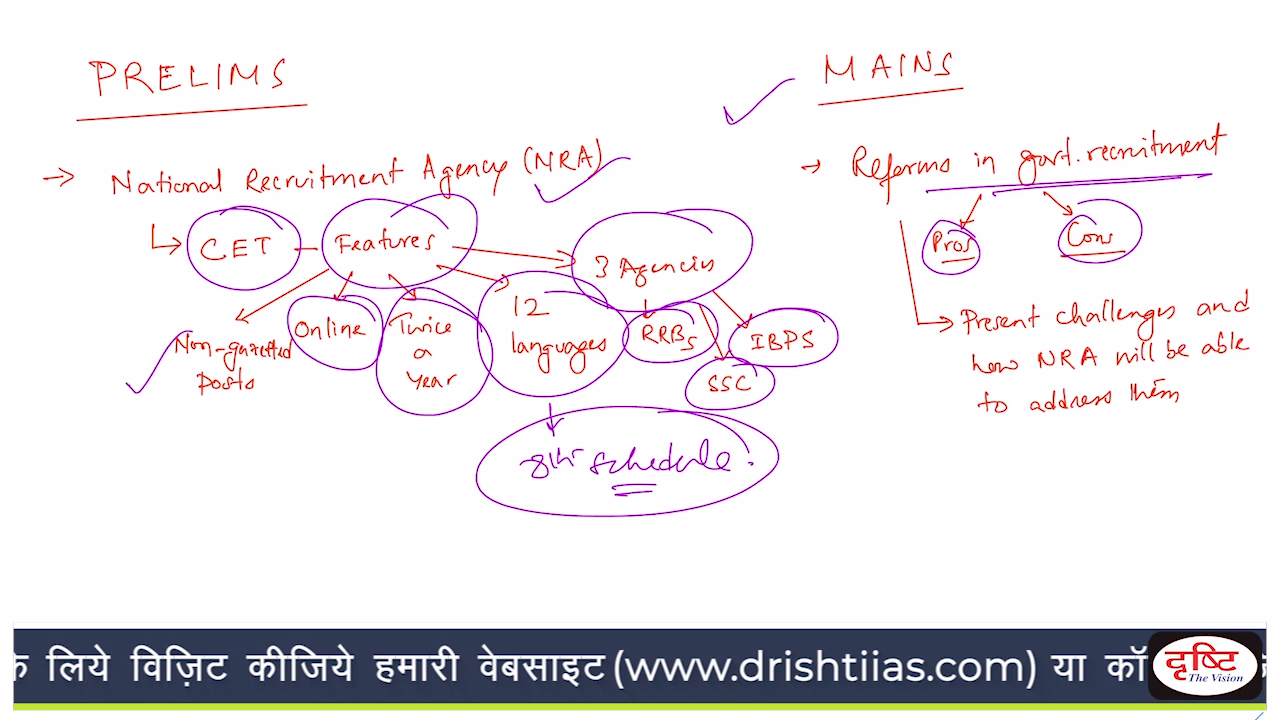 PRELIMS
→ National Recruitment Agency (NRA)
CET
Features
3 Agencies
Non-gazetted
Posts
Online
Twice
a
Year
12
languages
RRBs
SSC
IBPS
8th schedule.
MAINS
→ Reforms in govt. recruitment
Pros
Cons
Present challenges and
how NRA will be able
to address them
के लिये विज़िट कीजिये हमारी वेबसाइट (www.drishtiias.com) या कॉ
दृष्टि
The Vision